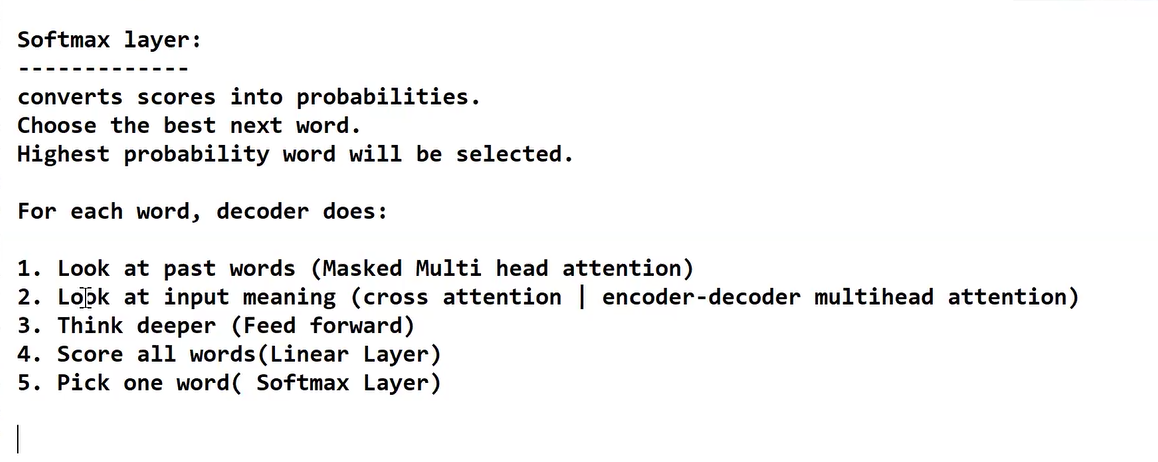 Softmax layer:
-------------
converts scores into probabilities.
Choose the best next word.
Highest probability word will be selected.
For each word, decoder does:
1. Look at past words (Masked Multi head attention)
2. Look at input meaning (cross attention | encoder-decoder multihead attention)
3. Think deeper (Feed forward)
4. Score all words(Linear Layer)
5. Pick one word( Softmax Layer)